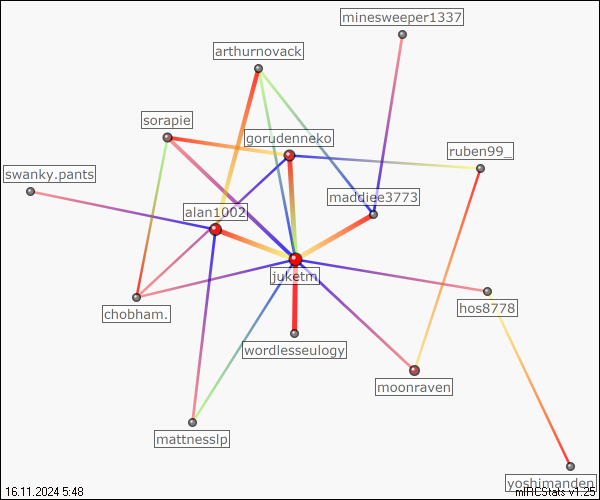 minesweeper1337
arthurnovack
sorapie
gorudenneko
ruben99_
swanky.pants
maddiee3773
alan1002
juketm
hos8778
chobham.
wordlesseulogy
moonraven
mattnesslp
yoshimanden
16.11.2024 5:48
mIRCStats v1.25